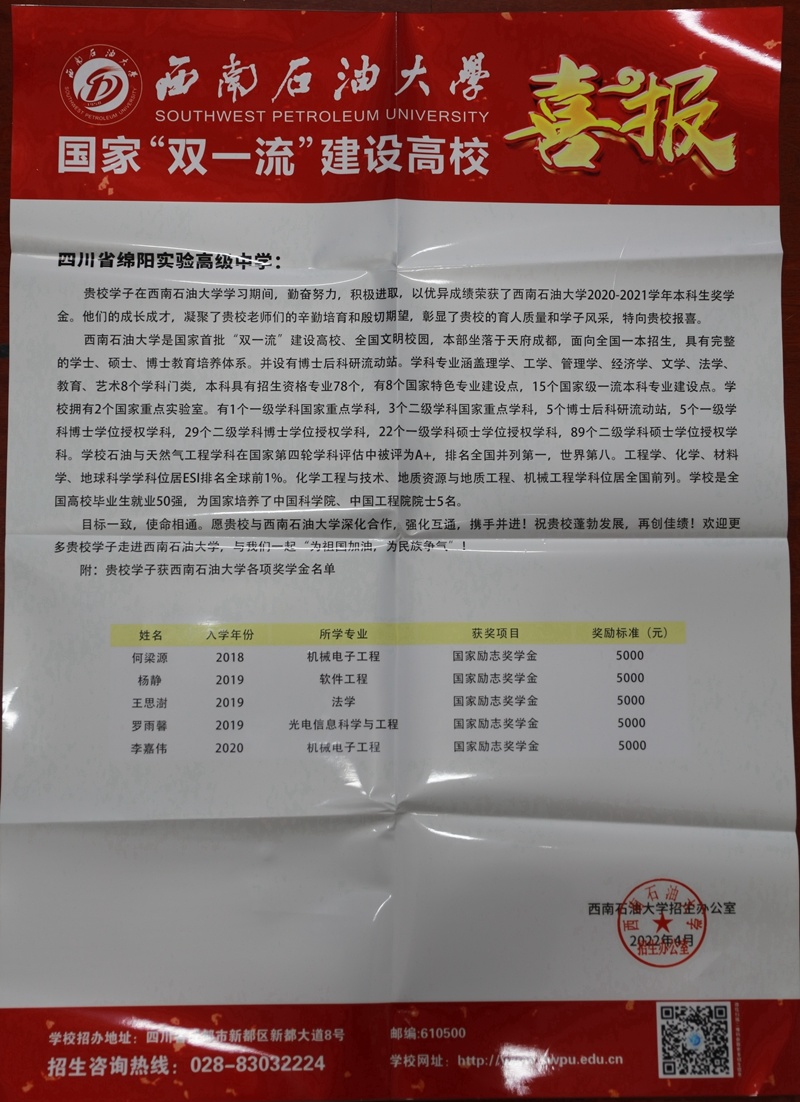 西南石油大學
SOUTHWEST PETROLEUM UNIVERSITY
国家“双一流”建设高校
喜报
四川省绵阳实验高级中学：
贵校学子在西南石油大学学习期间，勤奋努力，积极进取，以优异成绩荣获了西南石油大学2020-2021学年本科生奖学
金。他们的成长成才，凝聚了贵校老师们的辛勤培育和殷切期望，彰显了贵校的育人质量和学子风采，特向贵校报喜。
西南石油大学是国家首批“双一流”建设高校、全国文明校园，本部坐落于天府成都，面向全国一本招生，具有完整
的学士、硕士、博士教育培养体系。并设有博士后科研流动站。学科专业涵盖理学、工学、管理学、经济学、文学、法学、
教育、艺术8个学科门类，本科具有招生资格专业78个，有8个国家特色专业建设点，15个国家级一流本科专业建设点。学
校拥有2个国家重点实验室。有1个一级学科国家重点学科，3个二级学科国家重点学科，5个博士后科研流动站，5个一级学
科博士学位授权学科，29个二级学科博士学位授权学科，22个一级学科硕士学位授权学科，89个二级学科硕士学位授权学
科。学校石油与天然气工程学科在国家第四轮学科评估中被评为A+，排名全国并列第一，世界第八。工程学、化学、材料
学、地球科学学科位居ESI排名全球前1%。化学工程与技术、地质资源与地质工程、机械工程学科位居全国前列。学校是全
国高校毕业生就业50强，为国家培养了中国科学院、中国工程院院士5名。
目标一致，使命相通。愿贵校与西南石油大学深化合作，强化互通，携手并进！祝贵校蓬勃发展，再创佳绩！欢迎更
多贵校学子走进西南石油大学，与我们一起“为祖国加油，为民族争气”！
附：贵校学子获西南石油大学各项奖学金名单
姓名 入学年份 所学专业 获奖项目 奖励标准（元）
何梁源 2018 机械电子工程 国家励志奖学金 5000
杨静 2019 软件工程 国家励志奖学金 5000
王思澍 2019 法学 国家励志奖学金 5000
罗雨馨 2019 光电信息科学与工程 国家励志奖学金 5000
李嘉伟 2020 机械电子工程 国家励志奖学金 5000
西南石油大学招生办公室
2022年4月
西南石油大学
招生办公室
学校招办地址：四川省成都市新都区新都大道8号 邮编:610500
招生咨询热线：028-83032224 学校网址：http://www.swpu.edu.cn